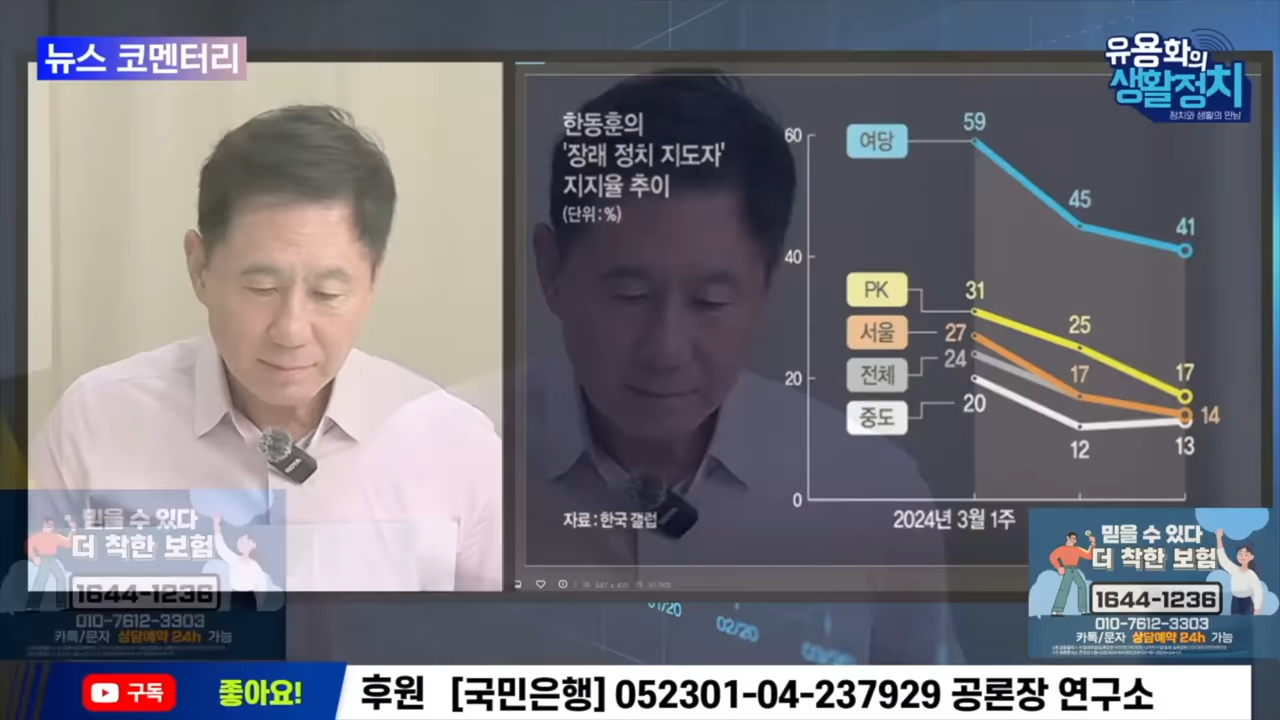 뉴스 코멘터리
유용화의
생활정치
정치와 생활의 만남
한동훈의
'장래 정치 지도자'
지지율 추이
(단위:%)
60
40
20
0
여당
59
45
41
PK
31
25
17
서울
27
17
14
전체
24
중도
20
12
13
2024년 3월 1주
자료:한국 갤럽
01/20
02/20
믿을 수 있다
더 착한 보험
1644-1236
010-7612-3303
카톡/문자 상담예약 24h 가능
믿을 수 있다
더 착한 보험
1644-1236
010-7612-3303
카톡/문자 상담예약 24h 가능
구독
좋아요!
후원 [국민은행] 052301-04-237929 공론장 연구소